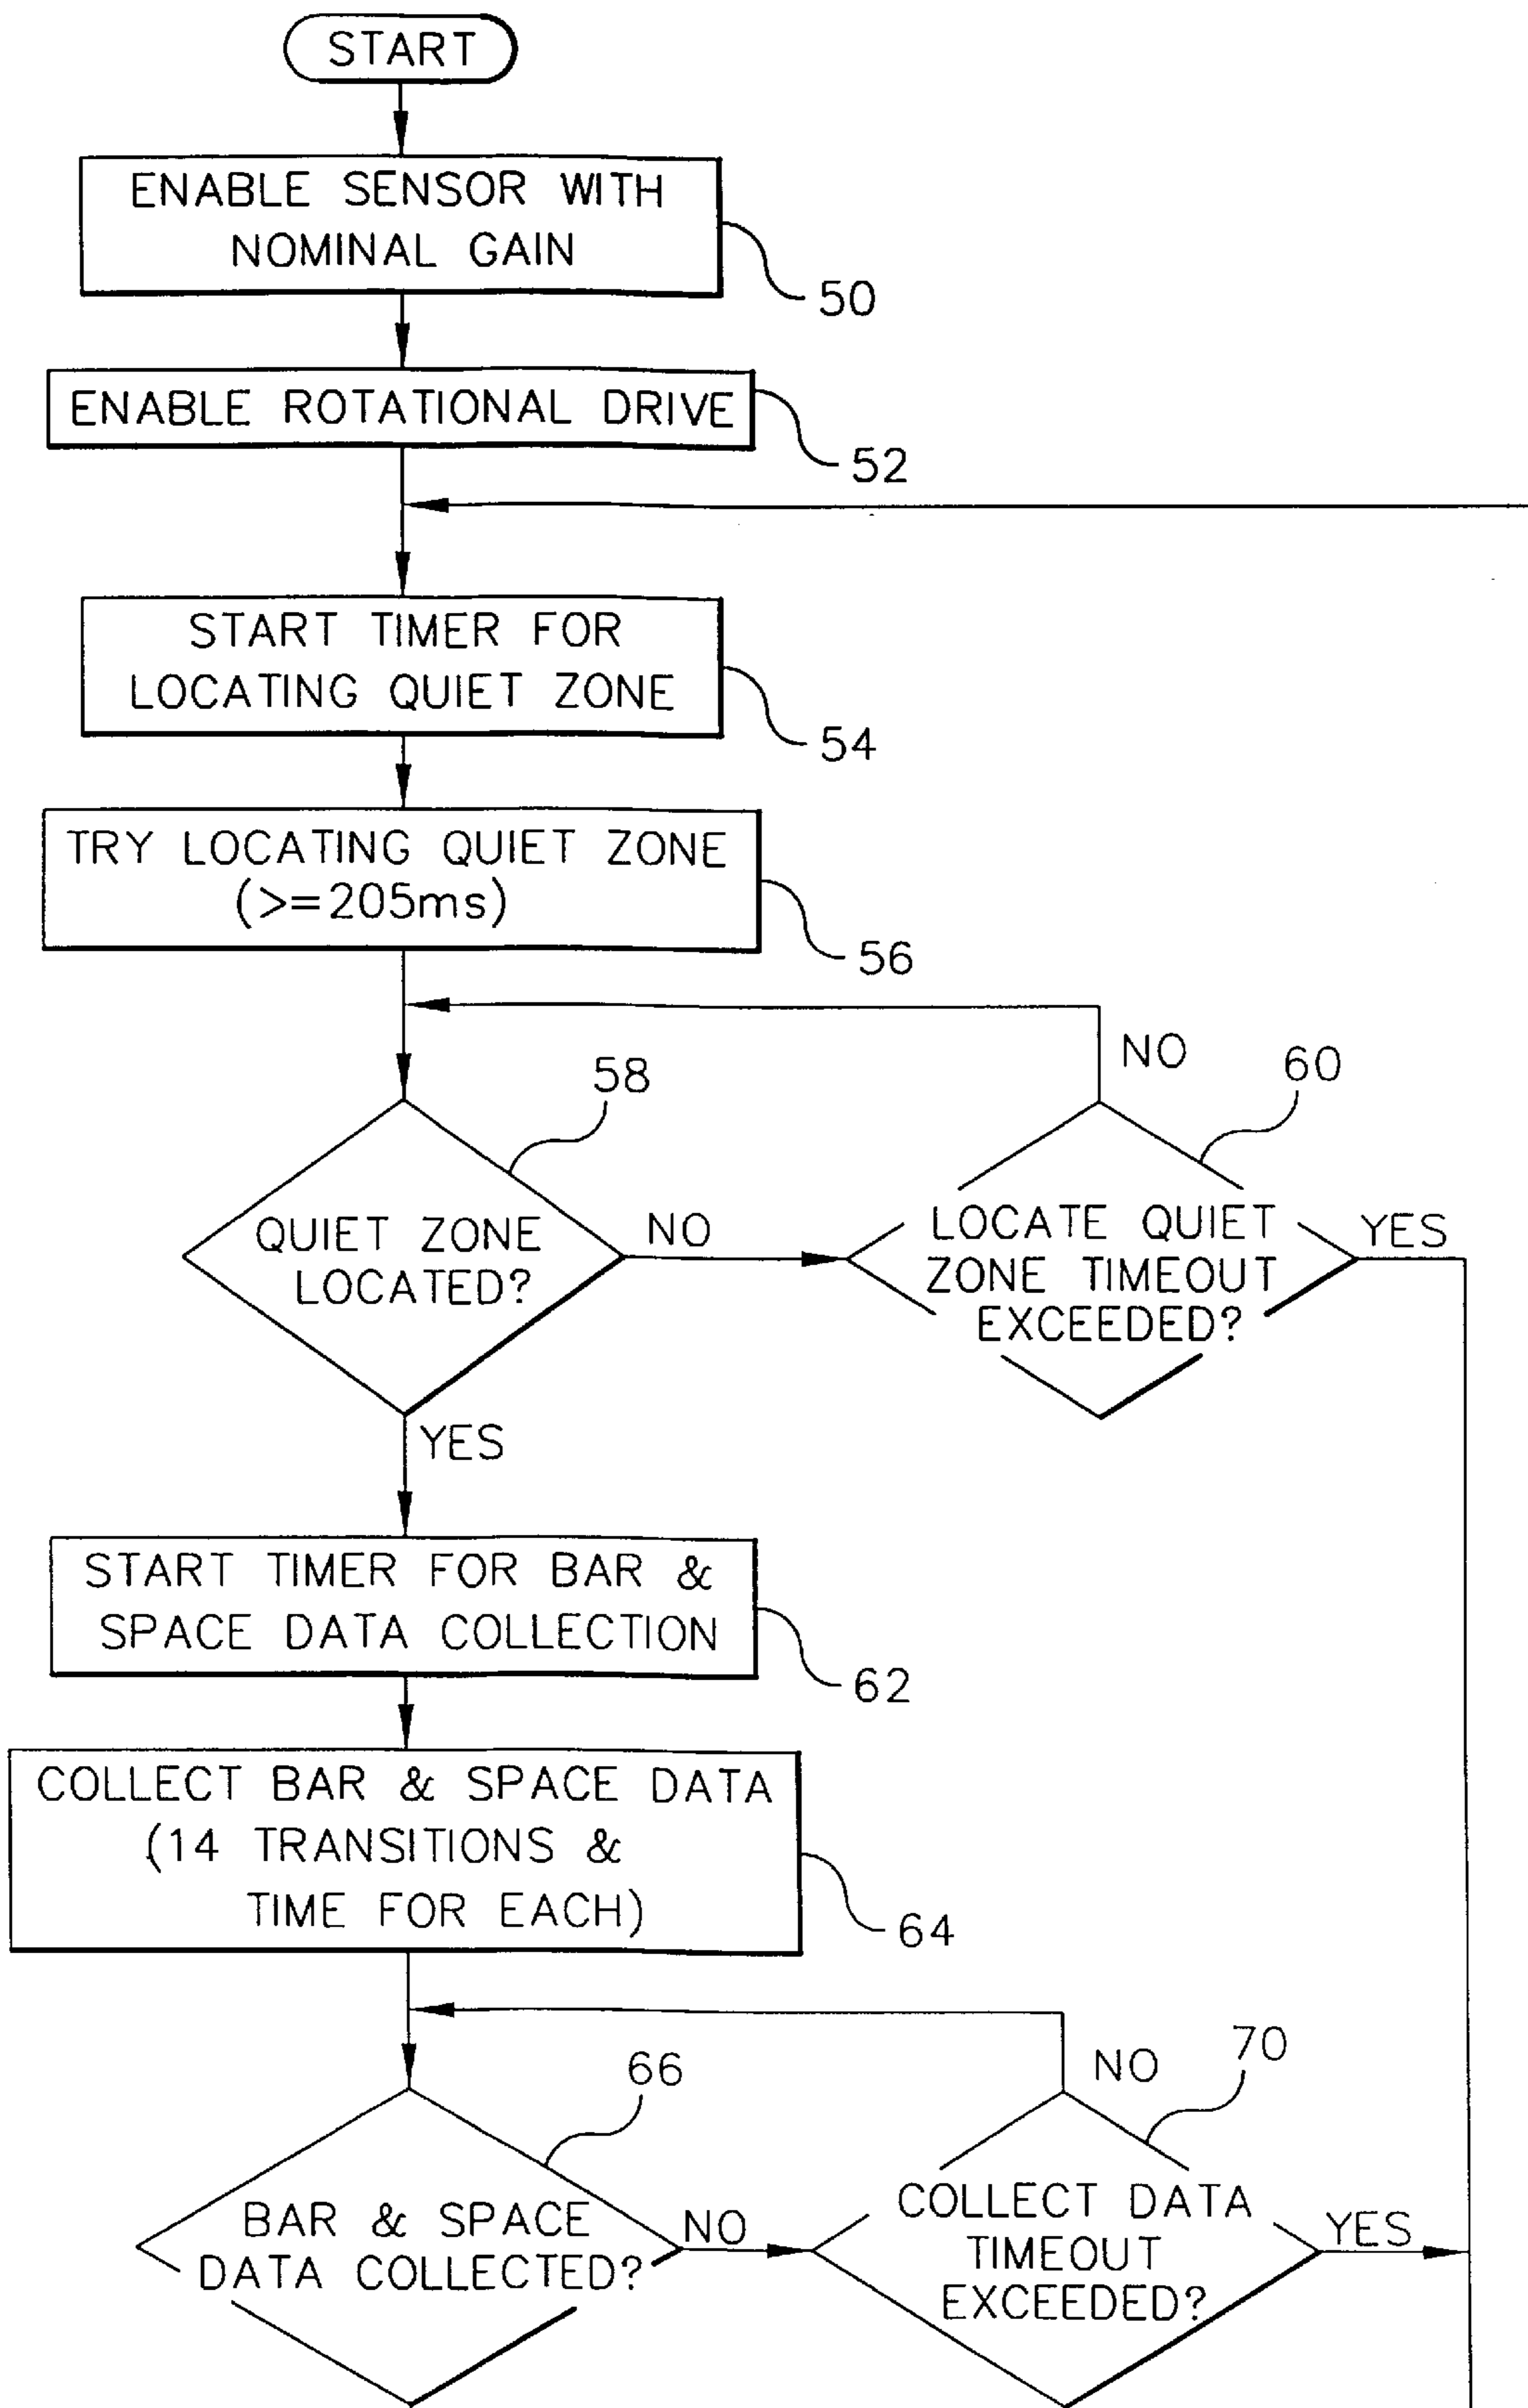 START
ENABLE SENSOR WITH
NOMINAL GAIN
50
ENABLE ROTATIONAL DRIVE
52
START TIMER FOR
LOCATING QUIET ZONE
54
TRY LOCATING QUIET ZONE
(>=205ms)
56
58
NO
60
QUIET ZONE
LOCATED?
NO
LOCATE QUIET
ZONE TIMEOUT
EXCEEDED?
YES
YES
START TIMER FOR BAR &
SPACE DATA COLLECTION
62
COLLECT BAR & SPACE DATA
(14 TRANSITIONS &
TIME FOR EACH)
64
66
NO
70
BAR & SPACE
DATA COLLECTED?
NO
COLLECT DATA
TIMEOUT
EXCEEDED?
YES